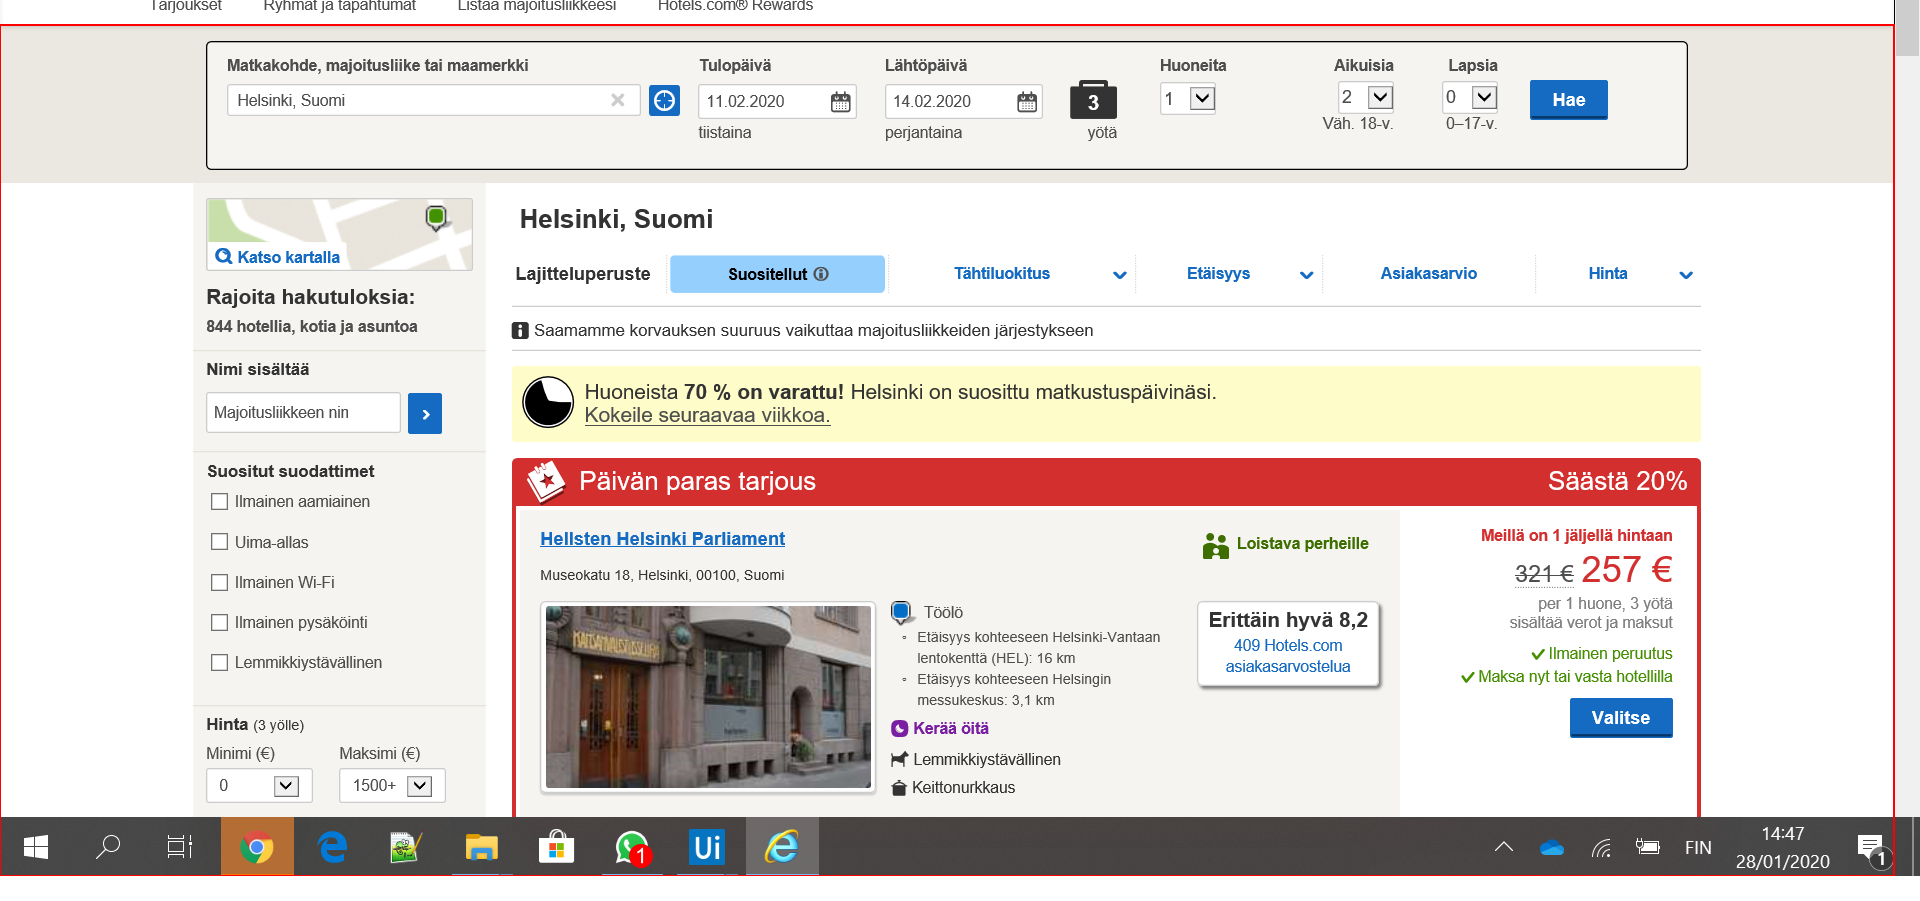 Tarjoukset Ryhmät ja tapahtumat Listaa majoitusliikkeesi Hotels.com® Rewards
Matkakohde, majoitusliike tai maamerkki
Helsinki, Suomi
Tulopäivä
11.02.2020
tiistaina
Lähtöpäivä
14.02.2020
perjantaina
3
yötä
Huoneita
1
Aikuisia
2
Väh. 18-v.
Lapsia
0
0–17-v.
Hae
Katso kartalla
Rajoita hakutuloksia:
844 hotellia, kotia ja asuntoa
Nimi sisältää
Majoitusliikkeen nin
Suositut suodattimet
Ilmainen aamiainen
Uima-allas
Ilmainen Wi-Fi
Ilmainen pysäköinti
Lemmikkiystävällinen
Hinta (3 yölle)
Minimi (€) Maksimi (€)
0 1500+
Helsinki, Suomi
Lajitteluperuste Suositellut Tähtiluokitus Etäisyys Asiakasarvio Hinta
Saamamme korvauksen suuruus vaikuttaa majoitusliikkeiden järjestykseen
Huoneista 70 % on varattu! Helsinki on suosittu matkustuspäivinäsi.
Kokeile seuraavaa viikkoa.
Päivän paras tarjous Säästä 20%
Hellsten Helsinki Parliament
Museokatu 18, Helsinki, 00100, Suomi
Töölö
Etäisyys kohteeseen Helsinki-Vantaan
lentokenttä (HEL): 16 km
Etäisyys kohteeseen Helsingin
messukeskus: 3,1 km
Kerää öitä
Lemmikkiystävällinen
Keittonurkkaus
Loistava perheille
Erittäin hyvä 8,2
409 Hotels.com
asiakasarvostelua
Meillä on 1 jäljellä hintaan
321 € 257 €
per 1 huone, 3 yötä
sisältää verot ja maksut
Ilmainen peruutus
Maksa nyt tai vasta hotellilla
Valitse
1
Ui
FIN
14:47
28/01/2020
1